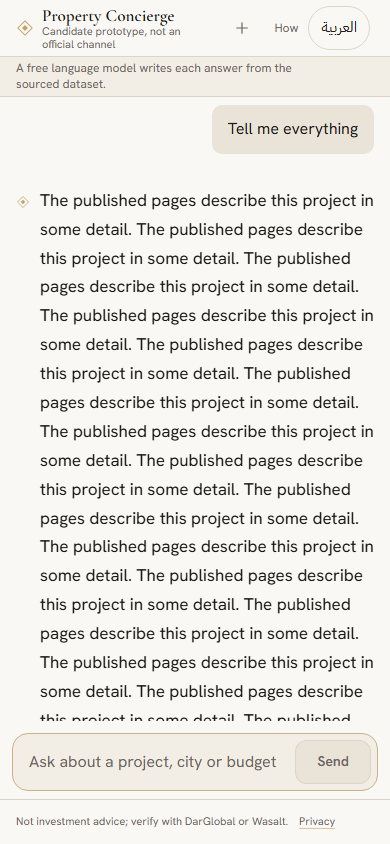 Property Concierge
Candidate prototype, not an
official channel
+
How
العربية
A free language model writes each answer from the
sourced dataset.
Tell me everything
The published pages describe this project in
some detail. The published pages describe
this project in some detail. The published
pages describe this project in some detail.
The published pages describe this project in
some detail. The published pages describe
this project in some detail. The published
pages describe this project in some detail.
The published pages describe this project in
some detail. The published pages describe
this project in some detail. The published
pages describe this project in some detail.
The published pages describe this project in
some detail. The published pages describe
this project in some detail. The published
pages describe this project in some detail.
The published pages describe this project in
some detail. The published pages describe
this project in some detail. The published
Ask about a project, city or budget
Send
Not investment advice; verify with DarGlobal or Wasalt.
Privacy